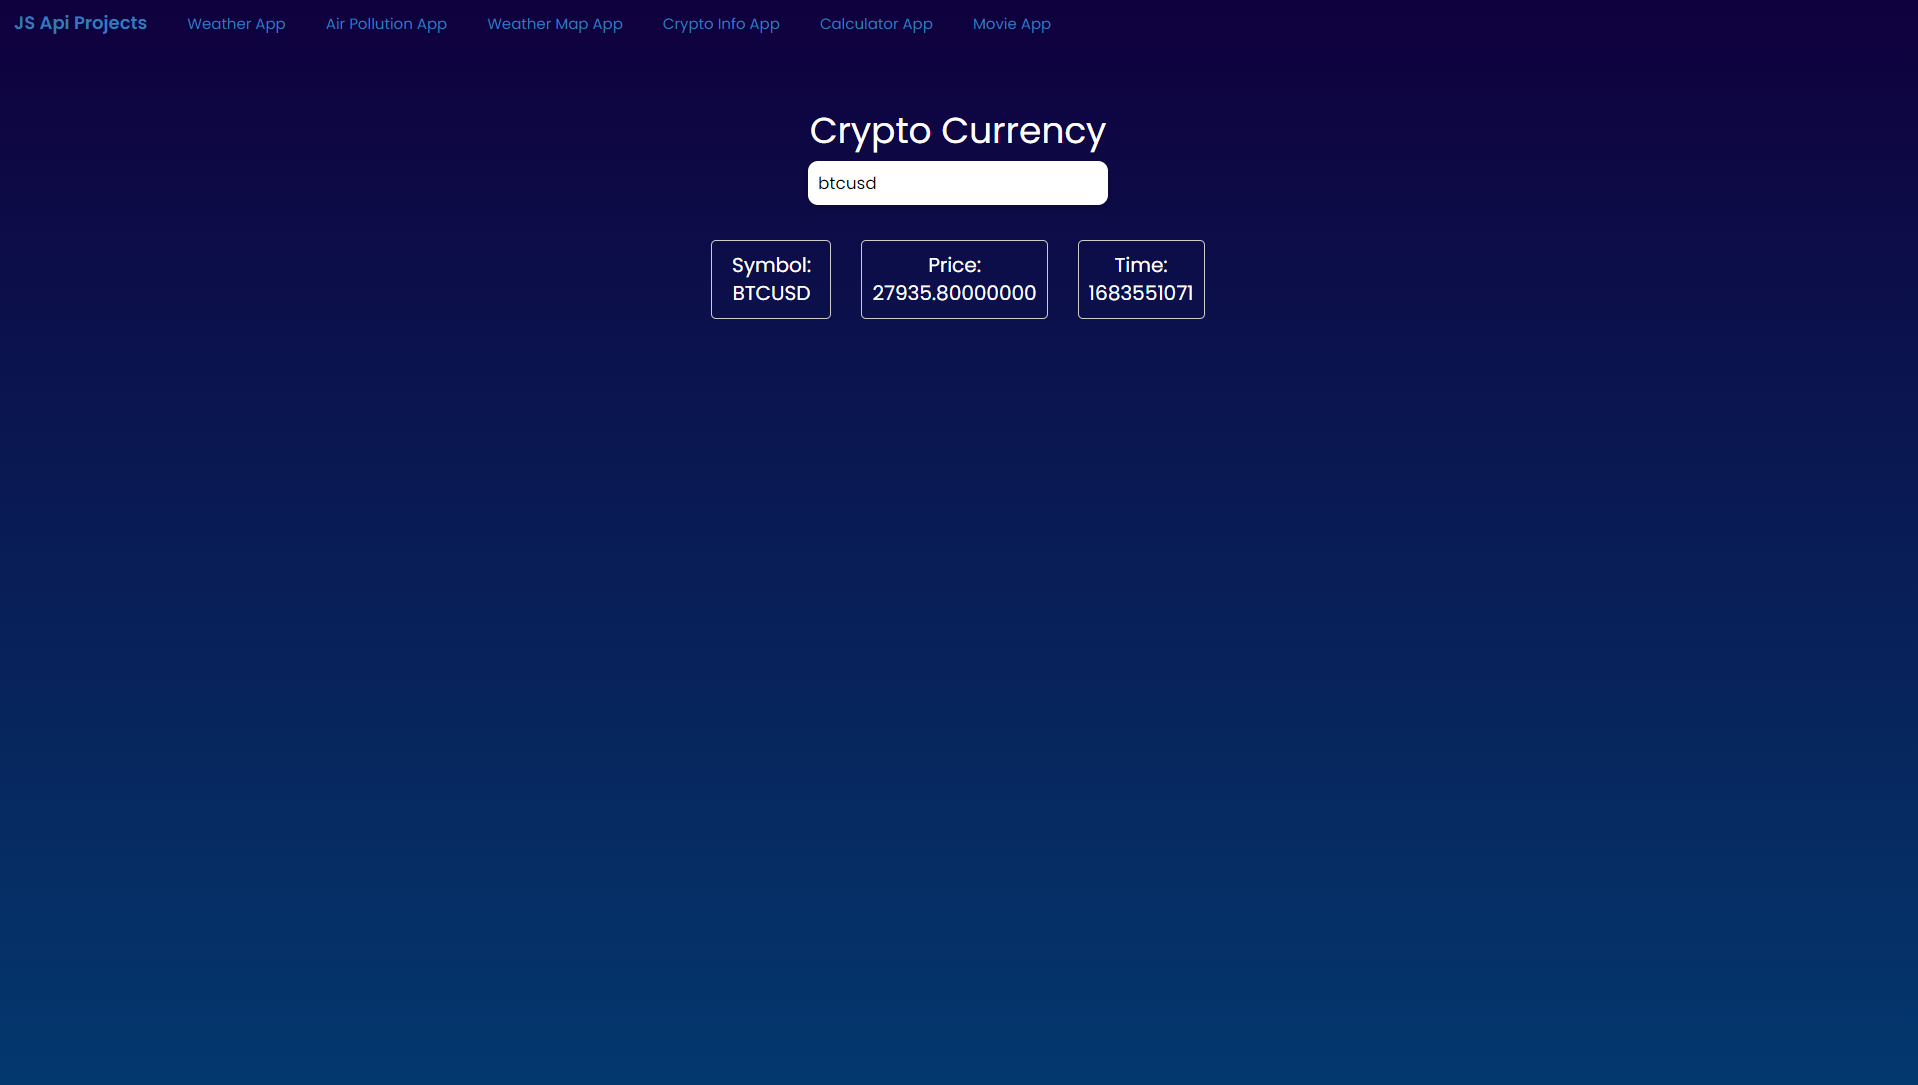 JS Api Projects Weather App Air Pollution App Weather Map App Crypto Info App Calculator App Movie App
Crypto Currency
btcusd
Symbol:
BTCUSD
Price:
27935.80000000
Time:
1683551071